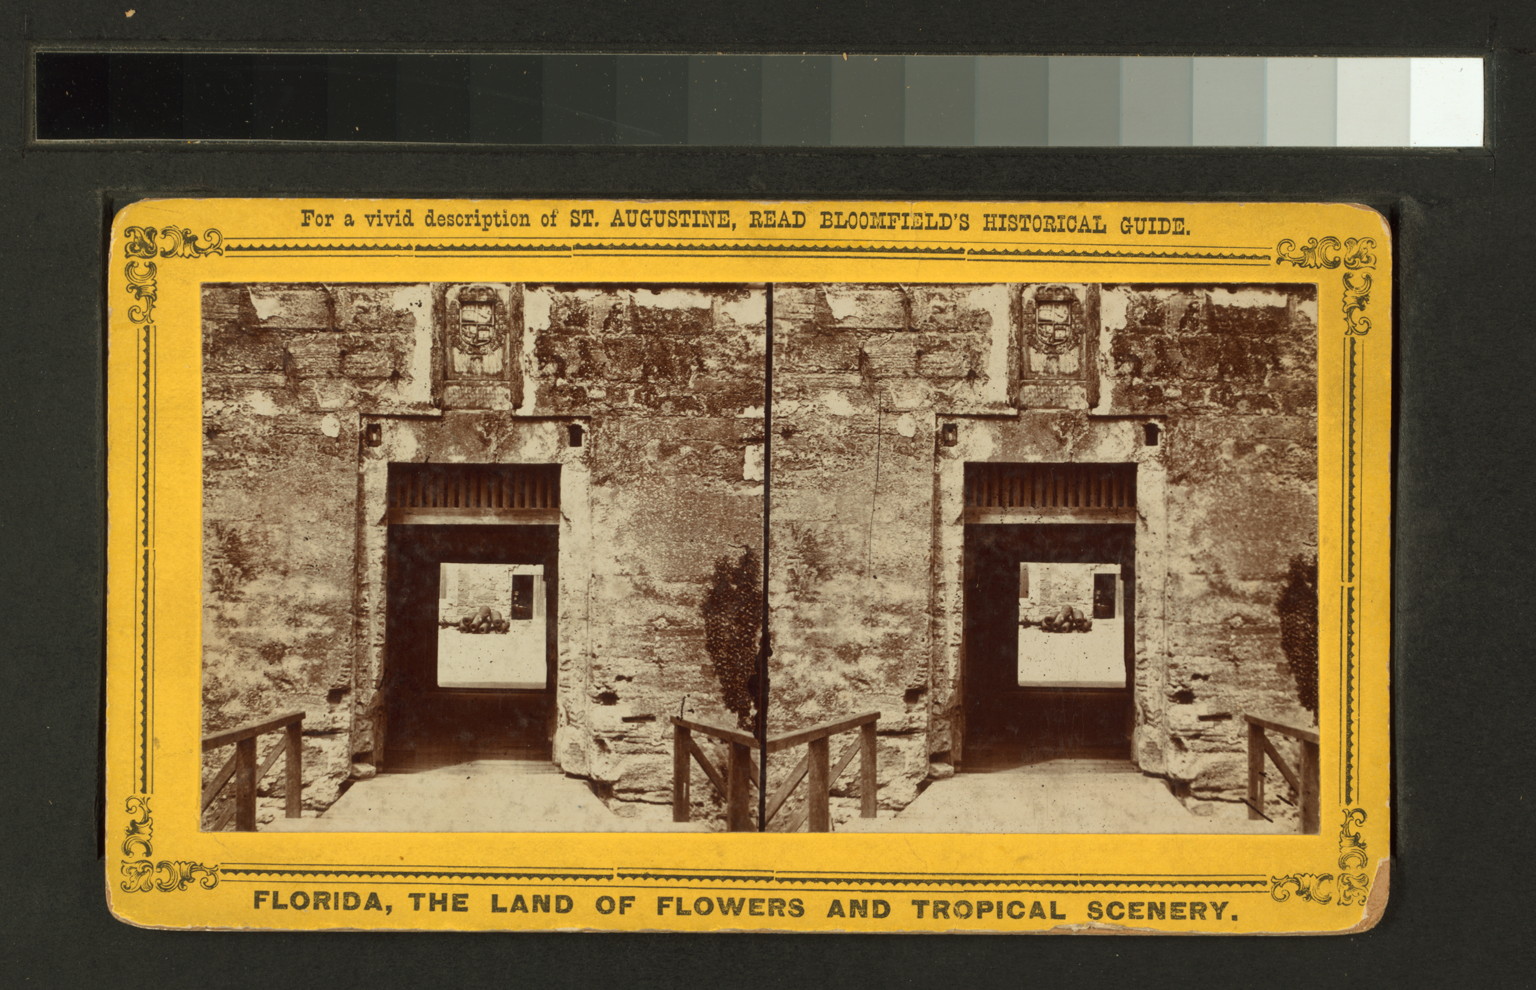 For a vivid description of ST. AUGUSTINE, READ BLOOMFIELD'S HISTORICAL GUIDE.
FLORIDA, THE LAND OF FLOWERS AND TROPICAL SCENERY.